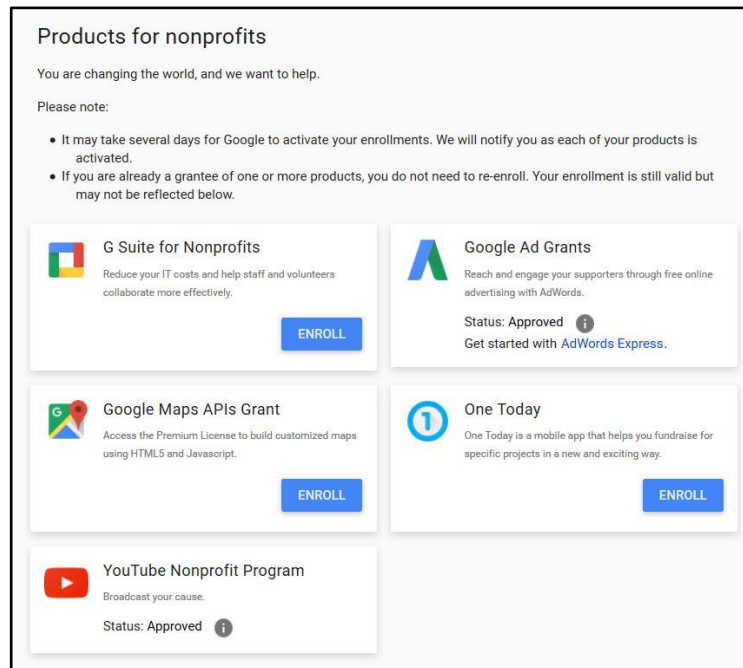 Products for nonprofits
You are changing the world, and we want to help.
Please note:
• It may take several days for Google to activate your enrollments. We will notify you as each of your products is
activated.
• If you are already a grantee of one or more products, you do not need to re-enroll. Your enrollment is still valid but
may not be reflected below.
G Suite for Nonprofits
Reduce your IT costs and help staff and volunteers
collaborate more effectively.
ENROLL
Google Ad Grants
Reach and engage your supporters through free online
advertising with AdWords.
Status: Approved i
Get started with AdWords Express.
G
Google Maps APIs Grant
Access the Premium License to build customized maps
using HTML5 and Javascript.
ENROLL
1
One Today
One Today is a mobile app that helps you fundraise for
specific projects in a new and exciting way.
ENROLL
YouTube Nonprofit Program
Broadcast your cause.
Status: Approved i